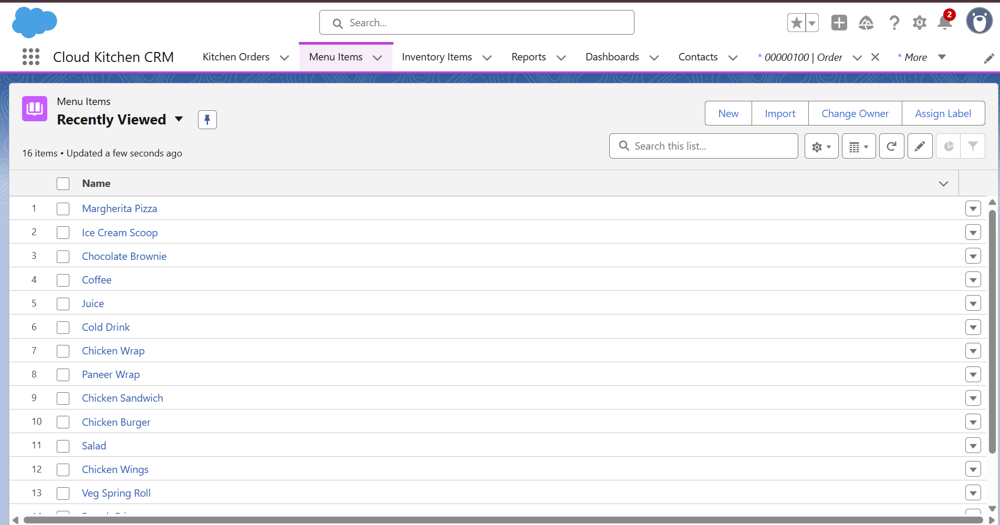 Search...
2
Cloud Kitchen CRM
Kitchen Orders
Menu Items
Inventory Items
Reports
Dashboards
Contacts
* 00000100 | Order
* More
Menu Items
Recently Viewed
New
Import
Change Owner
Assign Label
16 items • Updated a few seconds ago
Search this list...
Name
1 Margherita Pizza
2 Ice Cream Scoop
3 Chocolate Brownie
4 Coffee
5 Juice
6 Cold Drink
7 Chicken Wrap
8 Paneer Wrap
9 Chicken Sandwich
10 Chicken Burger
11 Salad
12 Chicken Wings
13 Veg Spring Roll